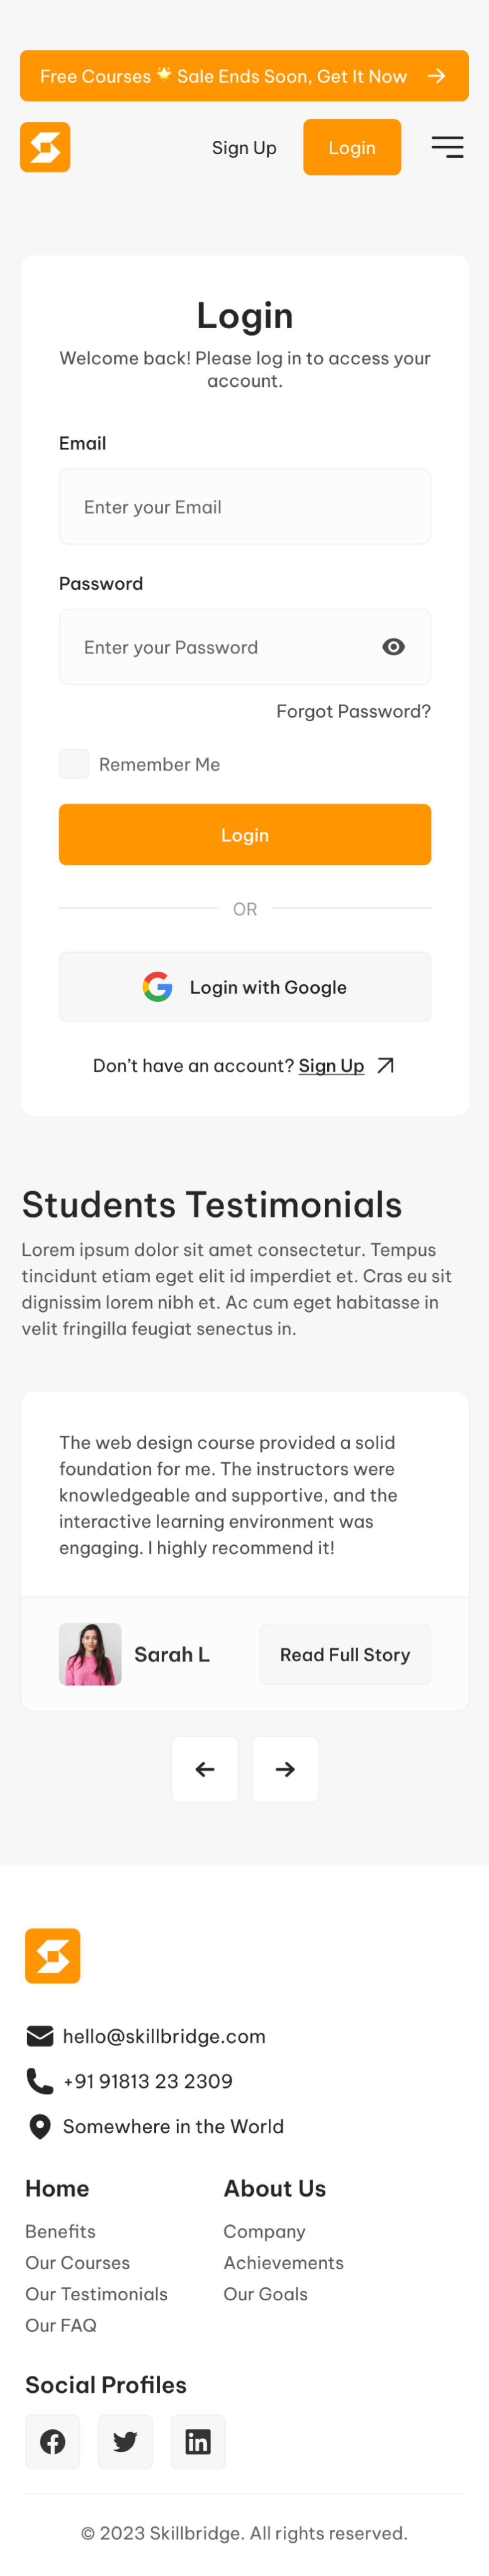 Free Courses 🌟 Sale Ends Soon, Get It Now
Sign Up
Login
Login
Welcome back! Please log in to access your
account.
Email
Enter your Email
Password
Enter your Password
Forgot Password?
Remember Me
Login
OR
Login with Google
Don’t have an account? Sign Up
Students Testimonials
Lorem ipsum dolor sit amet consectetur. Tempus
tincidunt etiam eget elit id imperdiet et. Cras eu sit
dignissim lorem nibh et. Ac cum eget habitasse in
velit fringilla feugiat senectus in.
The web design course provided a solid
foundation for me. The instructors were
knowledgeable and supportive, and the
interactive learning environment was
engaging. I highly recommend it!
Sarah L
Read Full Story
hello@skillbridge.com
+91 91813 23 2309
Somewhere in the World
Home
Benefits
Our Courses
Our Testimonials
Our FAQ
About Us
Company
Achievements
Our Goals
Social Profiles
© 2023 Skillbridge. All rights reserved.